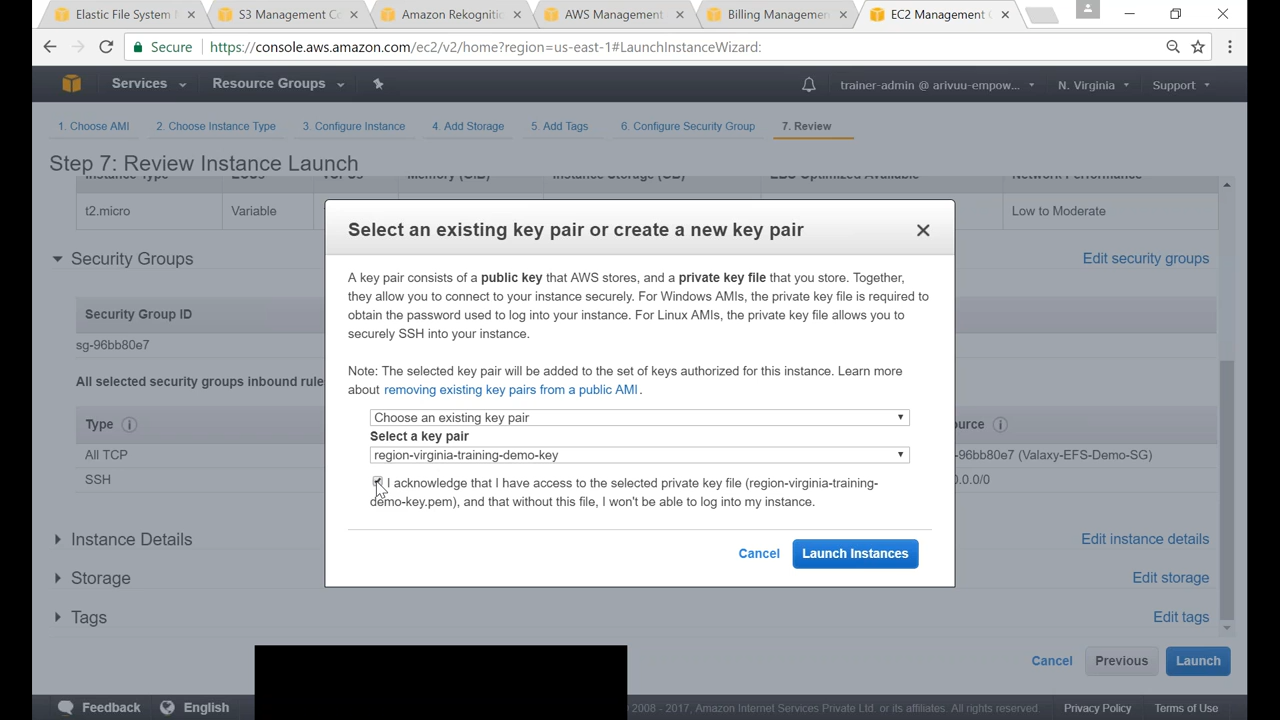 Elastic File System M
S3 Management Co
Amazon Rekognitio
AWS Management
Billing Managemen
EC2 Management C
Secure
https://console.aws.amazon.com/ec2/v2/home?region=us-east-1#LaunchInstanceWizard:
Services
Resource Groups
trainer-admin @ arivuu-empow...
N. Virginia
Support
1. Choose AMI
2. Choose Instance Type
3. Configure Instance
4. Add Storage
5. Add Tags
6. Configure Security Group
7. Review
Step 7: Review Instance Launch
Instance Type
ECUs
vCPUs
Memory (GiB)
Instance Storage (GB)
EBS-Optimized Available
Network Performance
t2.micro
Variable
Low to Moderate
Security Groups
Edit security groups
Security Group ID
sg-96bb80e7
All selected security groups inbound rule
Type
ource
All TCP
-96bb80e7 (Valaxy-EFS-Demo-SG)
SSH
0.0.0/0
Instance Details
Edit instance details
Storage
Edit storage
Tags
Edit tags
Select an existing key pair or create a new key pair
A key pair consists of a public key that AWS stores, and a private key file that you store. Together,
they allow you to connect to your instance securely. For Windows AMIs, the private key file is required to
obtain the password used to log into your instance. For Linux AMIs, the private key file allows you to
securely SSH into your instance.
Note: The selected key pair will be added to the set of keys authorized for this instance. Learn more
about removing existing key pairs from a public AMI.
Choose an existing key pair
Select a key pair
region-virginia-training-demo-key
I acknowledge that I have access to the selected private key file (region-virginia-training-
demo-key.pem), and that without this file, I won't be able to log into my instance.
Cancel
Launch Instances
Cancel
Previous
Launch
Feedback
English
2008 - 2017, Amazon Internet Services Private Ltd. or its affiliates. All rights reserved.
Privacy Policy
Terms of Use